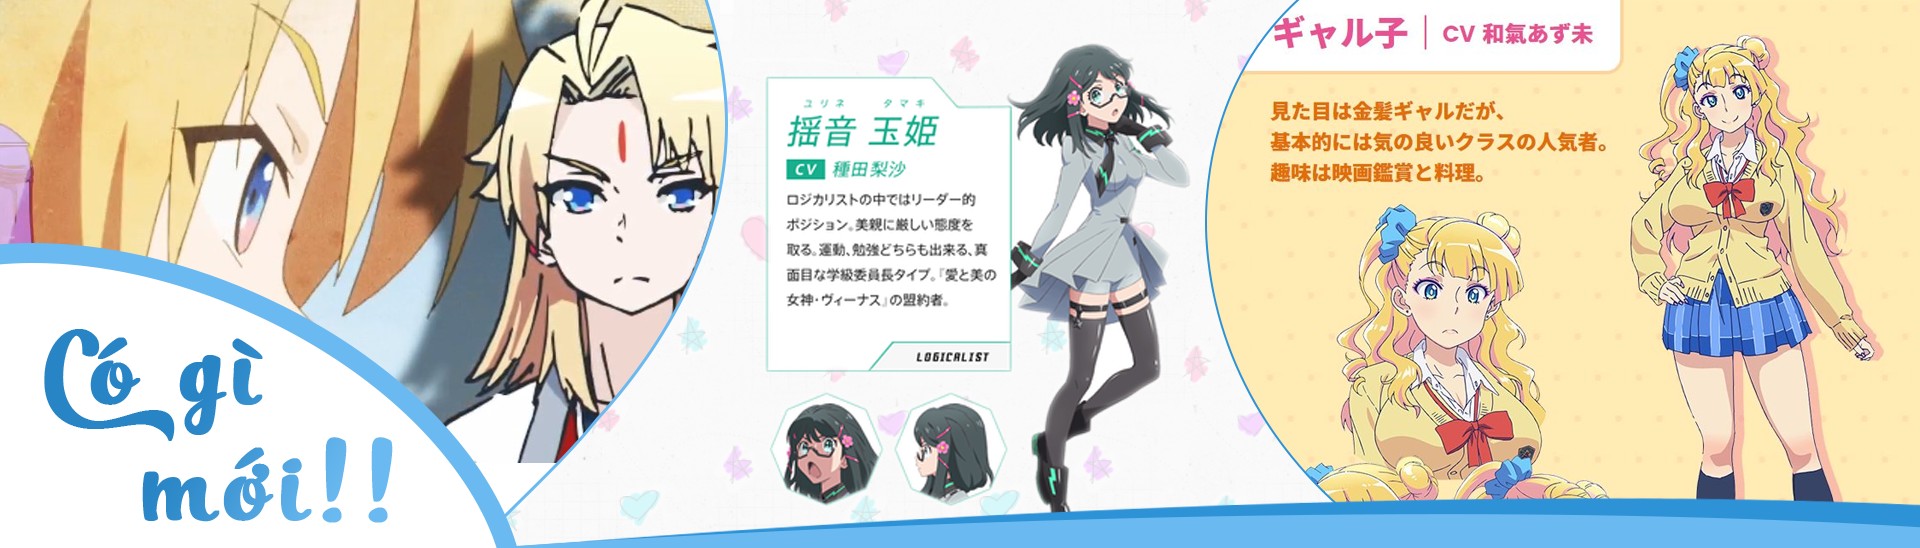 Có gì
mới!!
ユリネ タマキ
揺音 玉姫
CV 種田梨沙
ロジカリストの中ではリーダー的
ポジション。美親に厳しい態度を
取る。運動、勉強どちらも出来る、真
面目な学級委員長タイプ。『愛と美の
女神・ヴィーナス』の盟約者。
LOGICALIST
ギャル子 | CV 和氣あず未
見た目は金髪ギャルだが、
基本的には気の良いクラスの人気者。
趣味は映画鑑賞と料理。